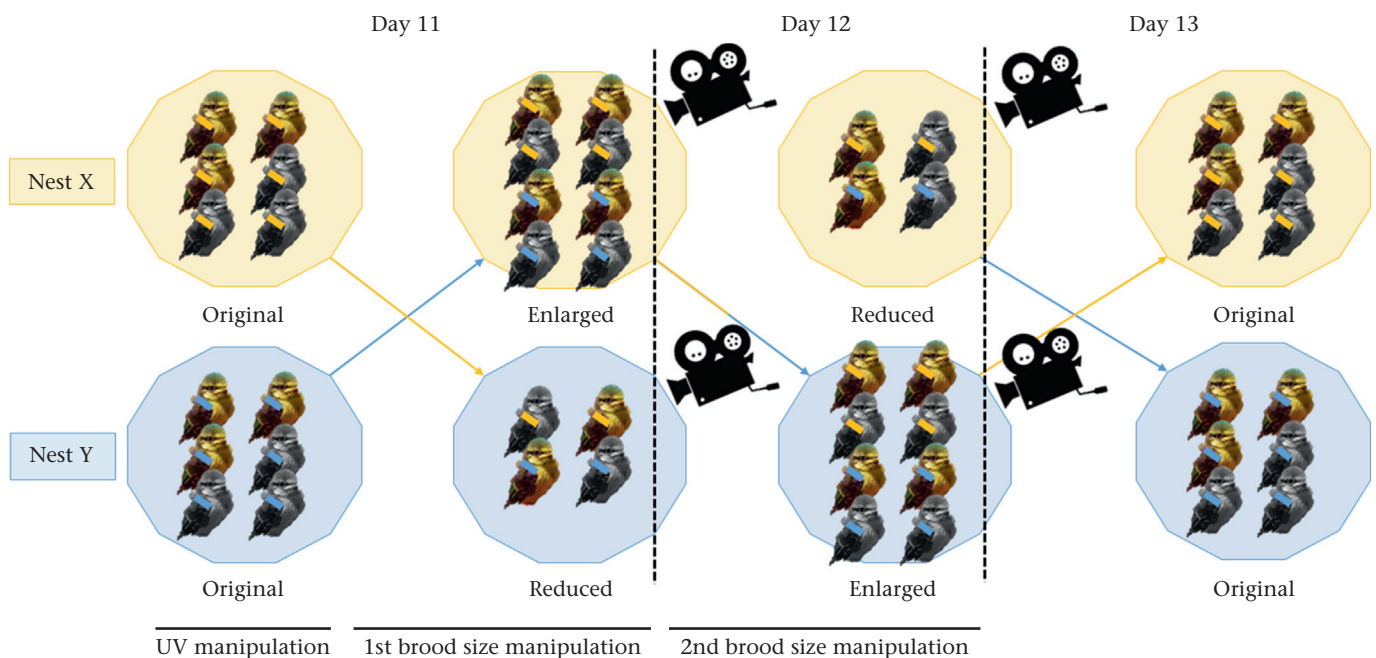 Day 11
Day 12
Day 13
Nest X
Original
Enlarged
Reduced
Original
Nest Y
Original
Reduced
Enlarged
Original
UV manipulation
1st brood size manipulation
2nd brood size manipulation